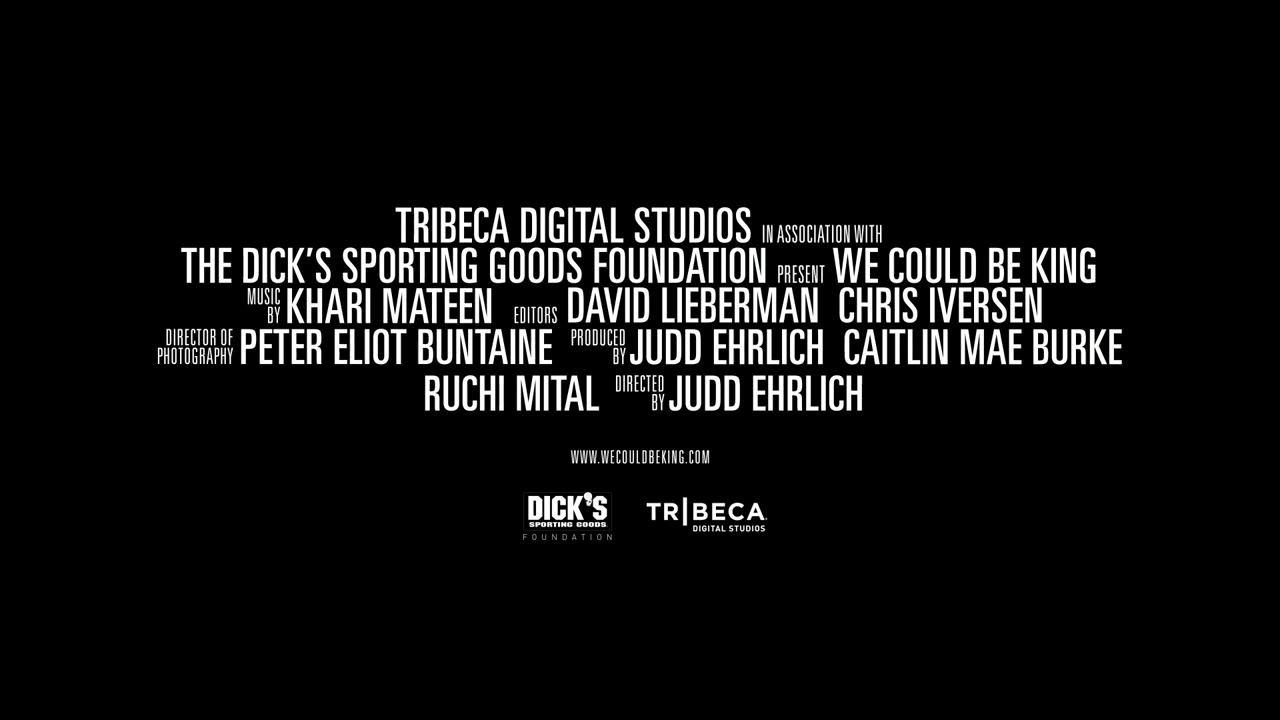 TRIBECA DIGITAL STUDIOS IN ASSOCIATION WITH
THE DICK'S SPORTING GOODS FOUNDATION PRESENT WE COULD BE KING
MUSIC BY KHARI MATEEN EDITORS DAVID LIEBERMAN CHRIS IVERSEN
DIRECTOR OF PHOTOGRAPHY PETER ELIOT BUNTAINE PRODUCED BY JUDD EHRLICH CAITLIN MAE BURKE
RUCHI MITAL DIRECTED BY JUDD EHRLICH
WWW.WECOULDBEKING.COM
DICK'S
SPORTING GOODS
FOUNDATION
TRIBECA
DIGITAL STUDIOS